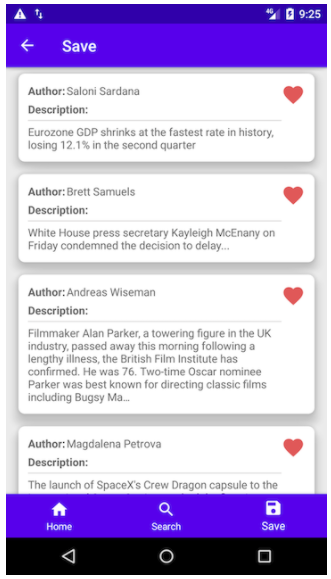 4G 9:25
Save
Author: Saloni Sardana
Description:
Eurozone GDP shrinks at the fastest rate in history,
losing 12.1% in the second quarter
Author: Brett Samuels
Description:
White House press secretary Kayleigh McEnany on
Friday condemned the decision to delay...
Author: Andreas Wiseman
Description:
Filmmaker Alan Parker, a towering figure in the UK
industry, passed away this morning following a
lengthy illness, the British Film Institute has
confirmed. He was 76. Two-time Oscar nominee
Parker was best known for directing classic films
including Bugsy Ma…
Author: Magdalena Petrova
Description:
The launch of SpaceX's Crew Dragon capsule to the
Home Search Save